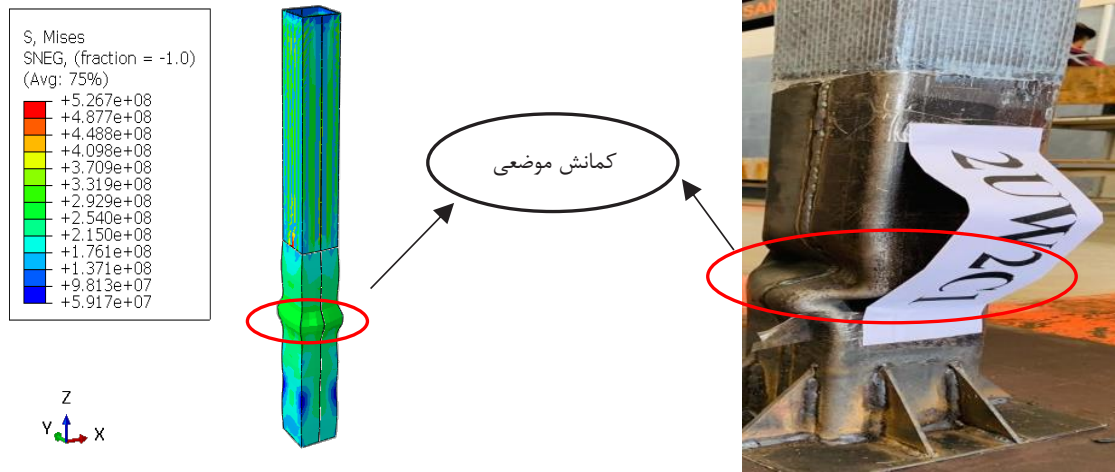 S, Mises
SNEG, (fraction = -1.0)
(Avg: 75%)
+5.267e+08
+4.877e+08
+4.488e+08
+4.098e+08
+3.709e+08
+3.319e+08
+2.929e+08
+2.540e+08
+2.150e+08
+1.761e+08
+1.371e+08
+9.813e+07
+5.917e+07
Z
Y
X
کمانش موضعی
SAN
2UW2C1